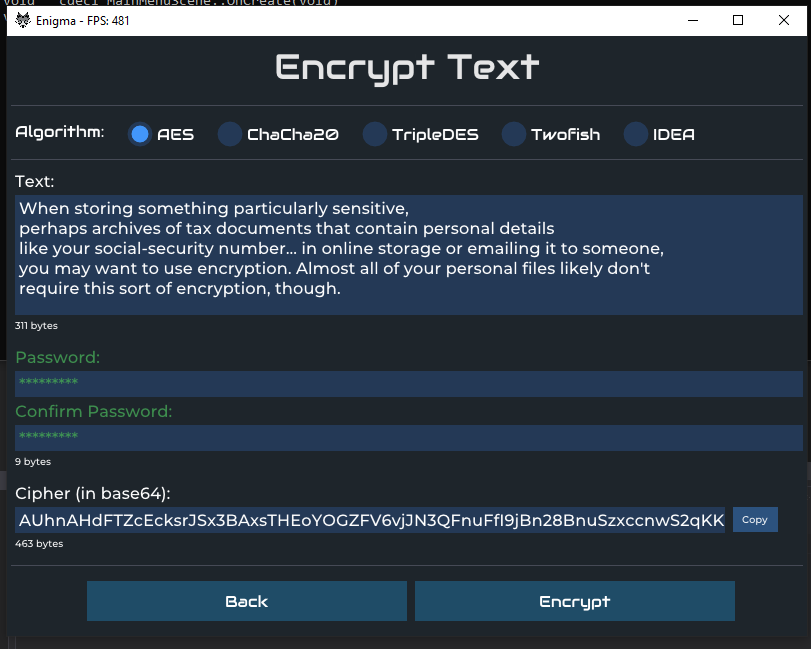 void __cdecl MainMenuScene::OnCreate(void)
Enigma - FPS: 481
Encrypt Text
Algorithm: AES ChaCha20 TripleDES Twofish IDEA
Text:
When storing something particularly sensitive,
perhaps archives of tax documents that contain personal details
like your social-security number... in online storage or emailing it to someone,
you may want to use encryption. Almost all of your personal files likely don't
require this sort of encryption, though.
311 bytes
Password:
*********
Confirm Password:
*********
9 bytes
Cipher (in base64):
AUhnAHdFTZcEcksrJSx3BAxsTHEoYOGZFV6vjJN3QFnuFfI9jBn28BnuSzxccnwS2qKK Copy
463 bytes
Back Encrypt